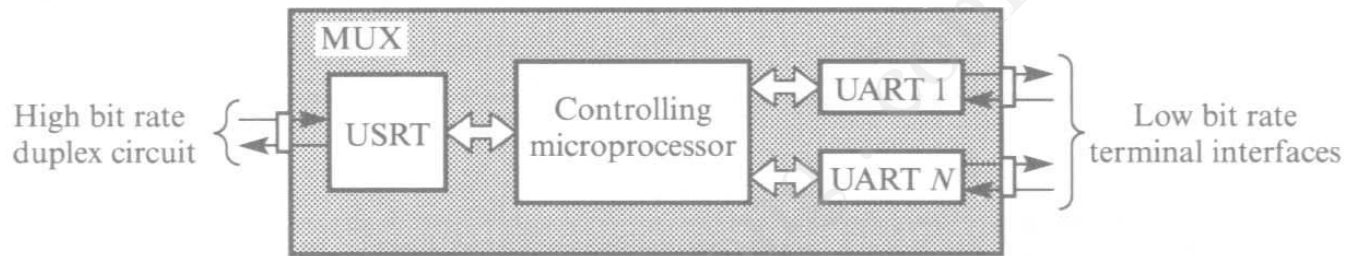 MUX
High bit rate
duplex circuit
USRT
Controlling
microprocessor
UART 1
UART N
Low bit rate
terminal interfaces